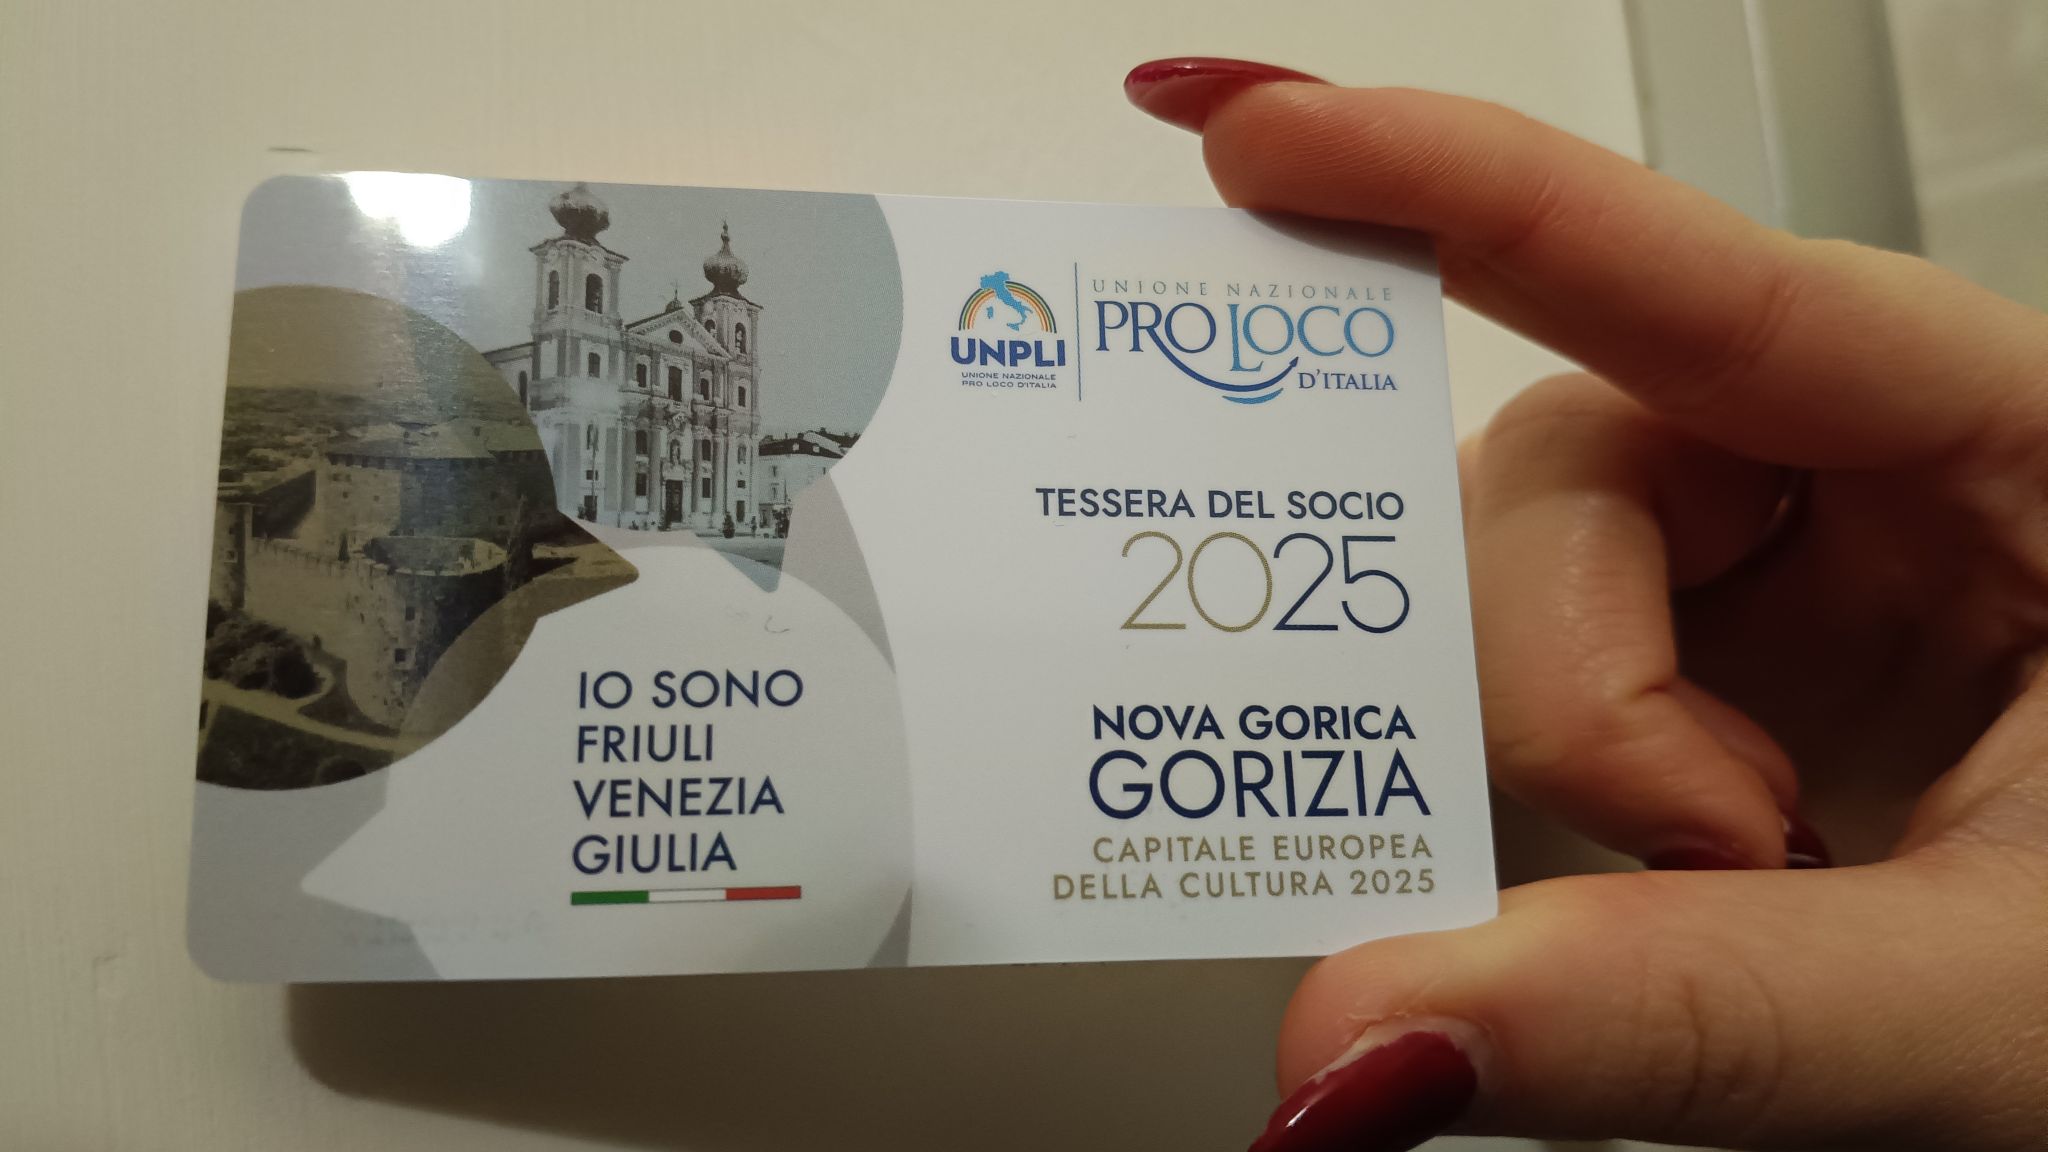 UNPLI
UNIONE NAZIONALE
PRO LOCO D'ITALIA
UNIONE NAZIONALE
PRO LOCO
D'ITALIA
TESSERA DEL SOCIO
2025
IO SONO
FRIULI
VENEZIA
GIULIA
NOVA GORICA
GORIZIA
CAPITALE EUROPEA
DELLA CULTURA 2025